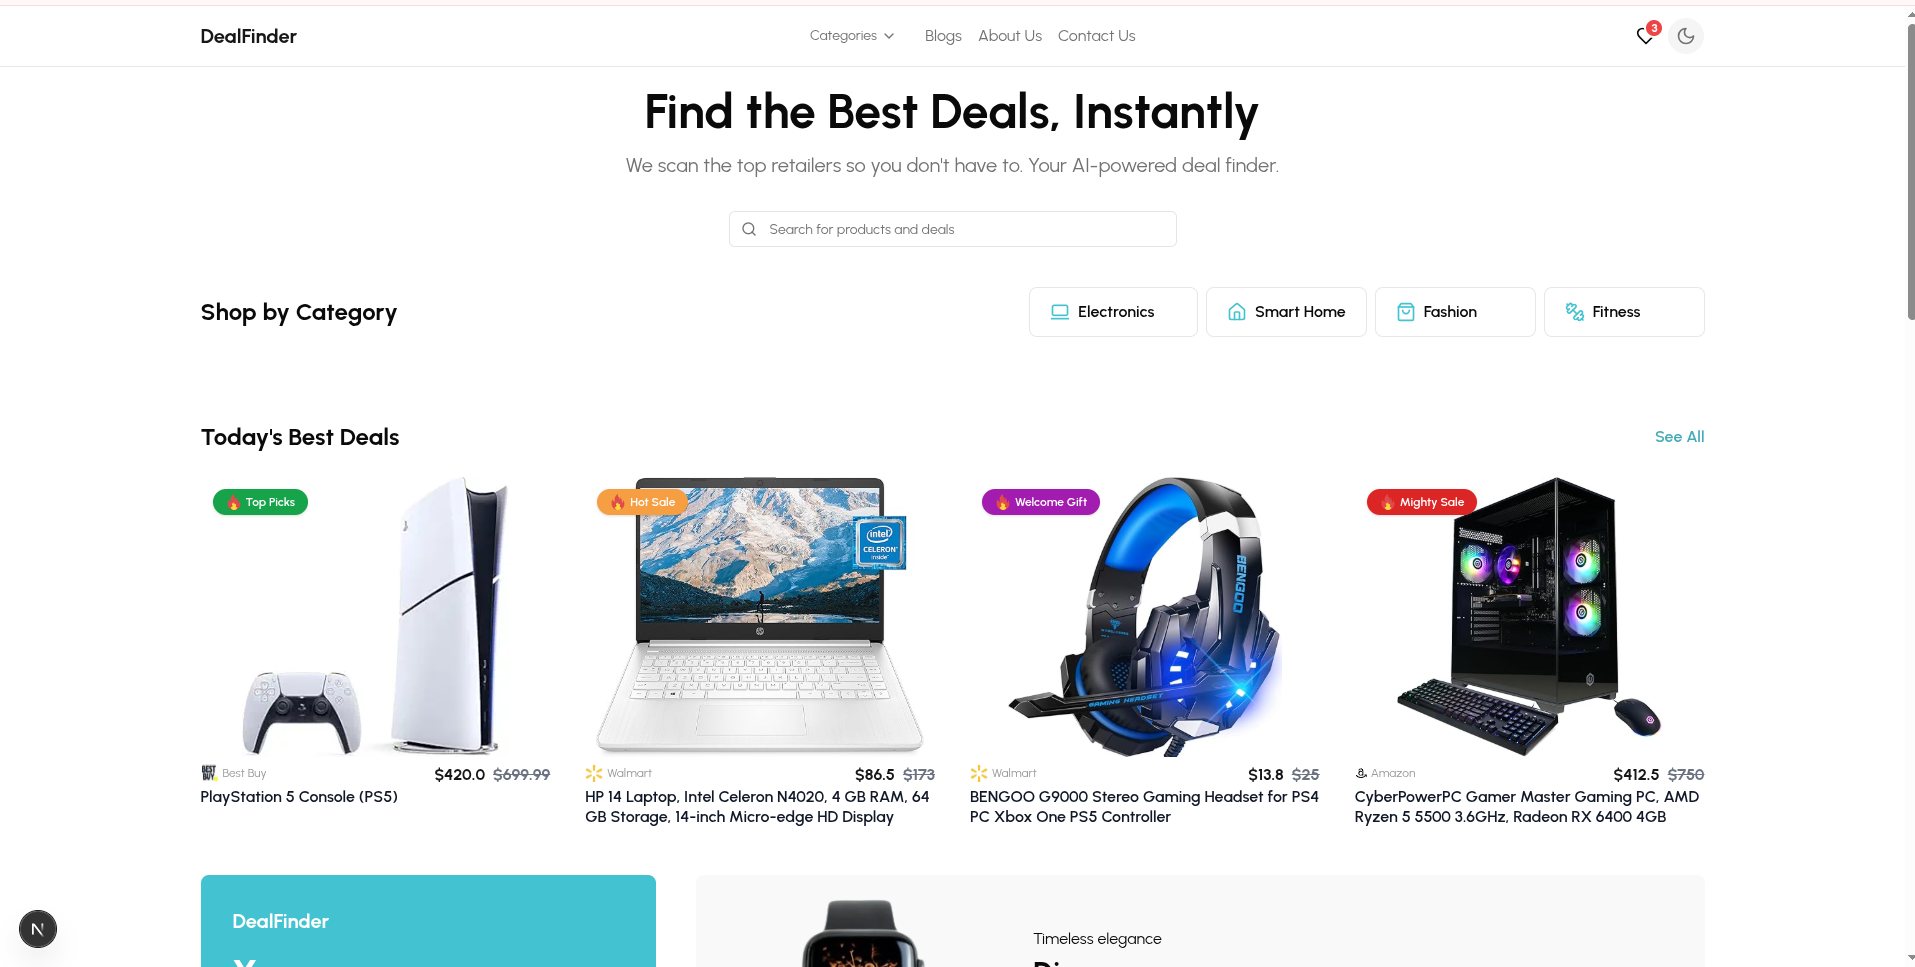 DealFinder
Categories
Blogs
About Us
Contact Us
3
Find the Best Deals, Instantly
We scan the top retailers so you don't have to. Your AI-powered deal finder.
Search for products and deals
Shop by Category
Electronics
Smart Home
Fashion
Fitness
Today's Best Deals
See All
Top Picks
Hot Sale
intel
CELERON
inside
Welcome Gift
BENGOO
GAMING HEADSET
Mighty Sale
BEST
BUY
Best Buy
$420.0 $699.99
PlayStation 5 Console (PS5)
Walmart
$86.5 $173
HP 14 Laptop, Intel Celeron N4020, 4 GB RAM, 64
GB Storage, 14-inch Micro-edge HD Display
Walmart
$13.8 $25
BENGOO G9000 Stereo Gaming Headset for PS4
PC Xbox One PS5 Controller
Amazon
$412.5 $750
CyberPowerPC Gamer Master Gaming PC, AMD
Ryzen 5 5500 3.6GHz, Radeon RX 6400 4GB
DealFinder
Timeless elegance
N